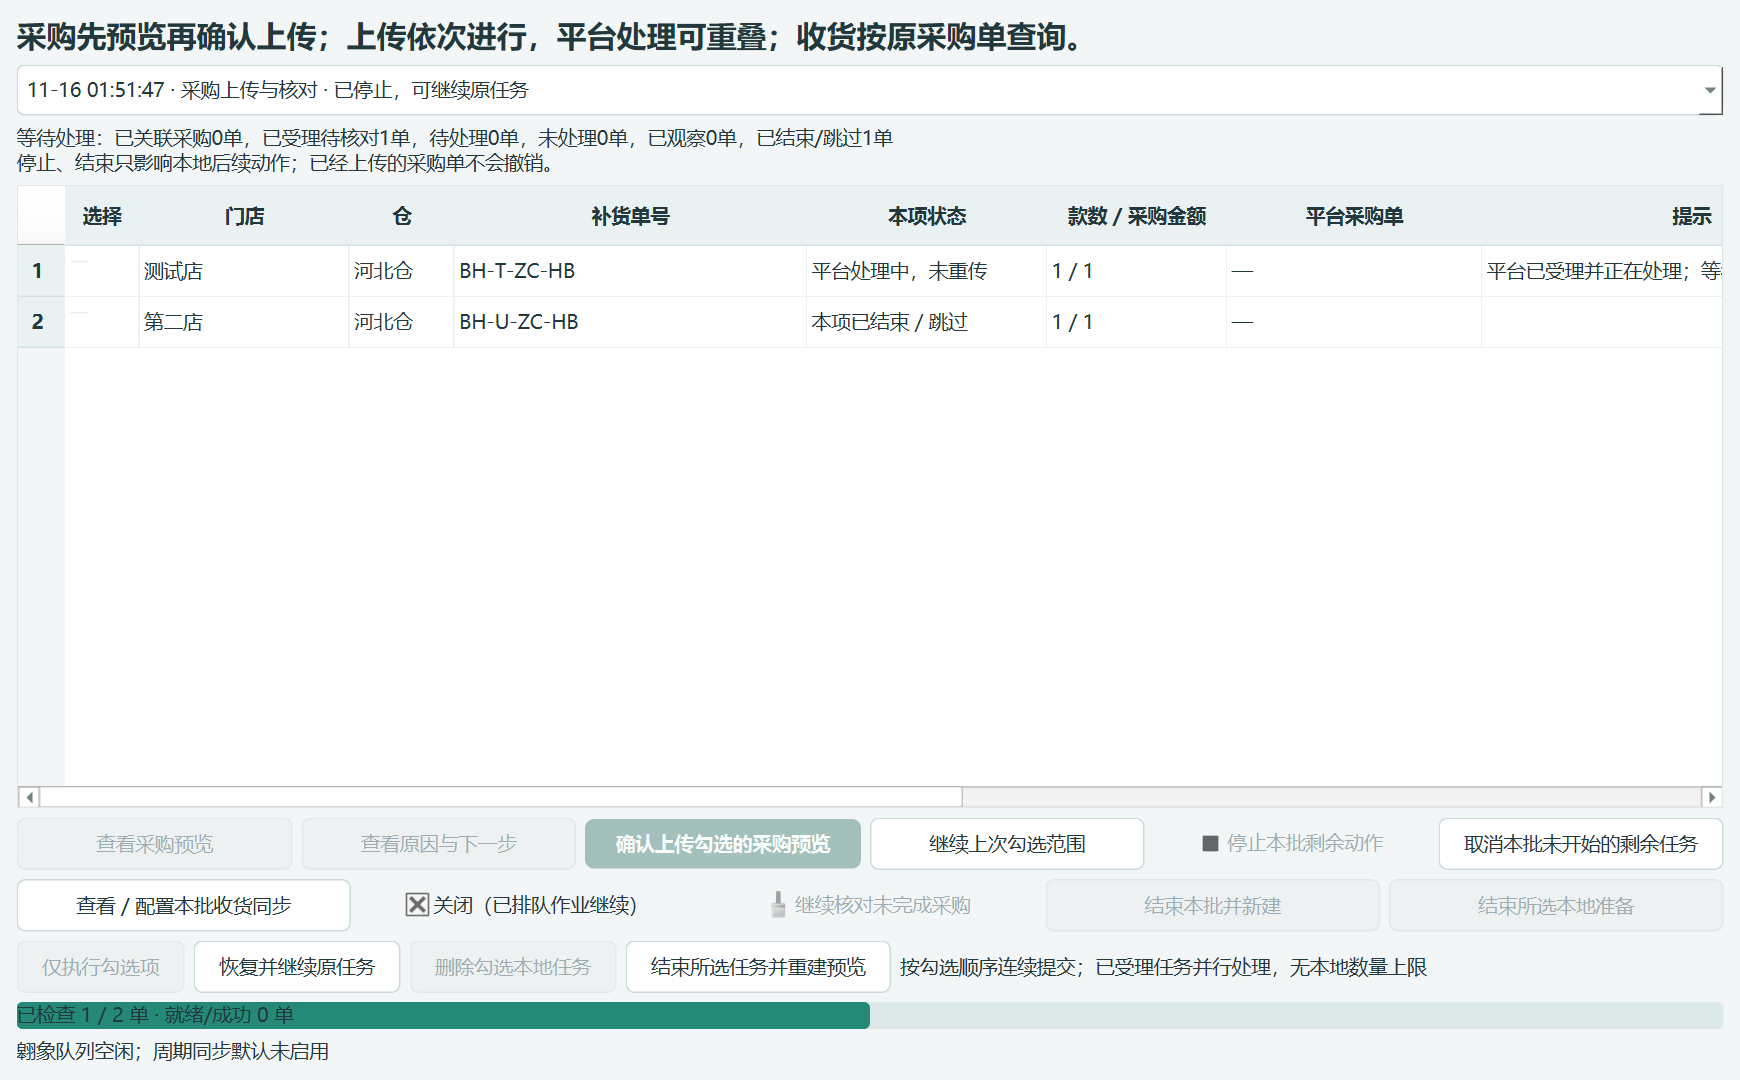 采购先预览再确认上传；上传依次进行，平台处理可重叠；收货按原采购单查询。
11-16 01:51:47 · 采购上传与核对 · 已停止，可继续原任务
等待处理：已关联采购0单，已受理待核对1单，待处理0单，未处理0单，已观察0单，已结束/跳过1单
停止、结束只影响本地后续动作；已经上传的采购单不会撤销。
选择 门店 仓 补货单号 本项状态 款数 / 采购金额 平台采购单 提示
1 测试店 河北仓 BH-T-ZC-HB 平台处理中，未重传 1 / 1 — 平台已受理并正在处理；等
2 第二店 河北仓 BH-U-ZC-HB 本项已结束 / 跳过 1 / 1 —
查看采购预览 查看原因与下一步 确认上传勾选的采购预览 继续上次勾选范围 停止本批剩余动作 取消本批未开始的剩余任务
查看 / 配置本批收货同步 关闭（已排队作业继续） 继续核对未完成采购 结束本批并新建 结束所选本地准备
仅执行勾选项 恢复并继续原任务 删除勾选本地任务 结束所选任务并重建预览 按勾选顺序连续提交；已受理任务并行处理，无本地数量上限
已检查 1 / 2 单 · 就绪/成功 0 单
翱象队列空闲；周期同步默认未启用